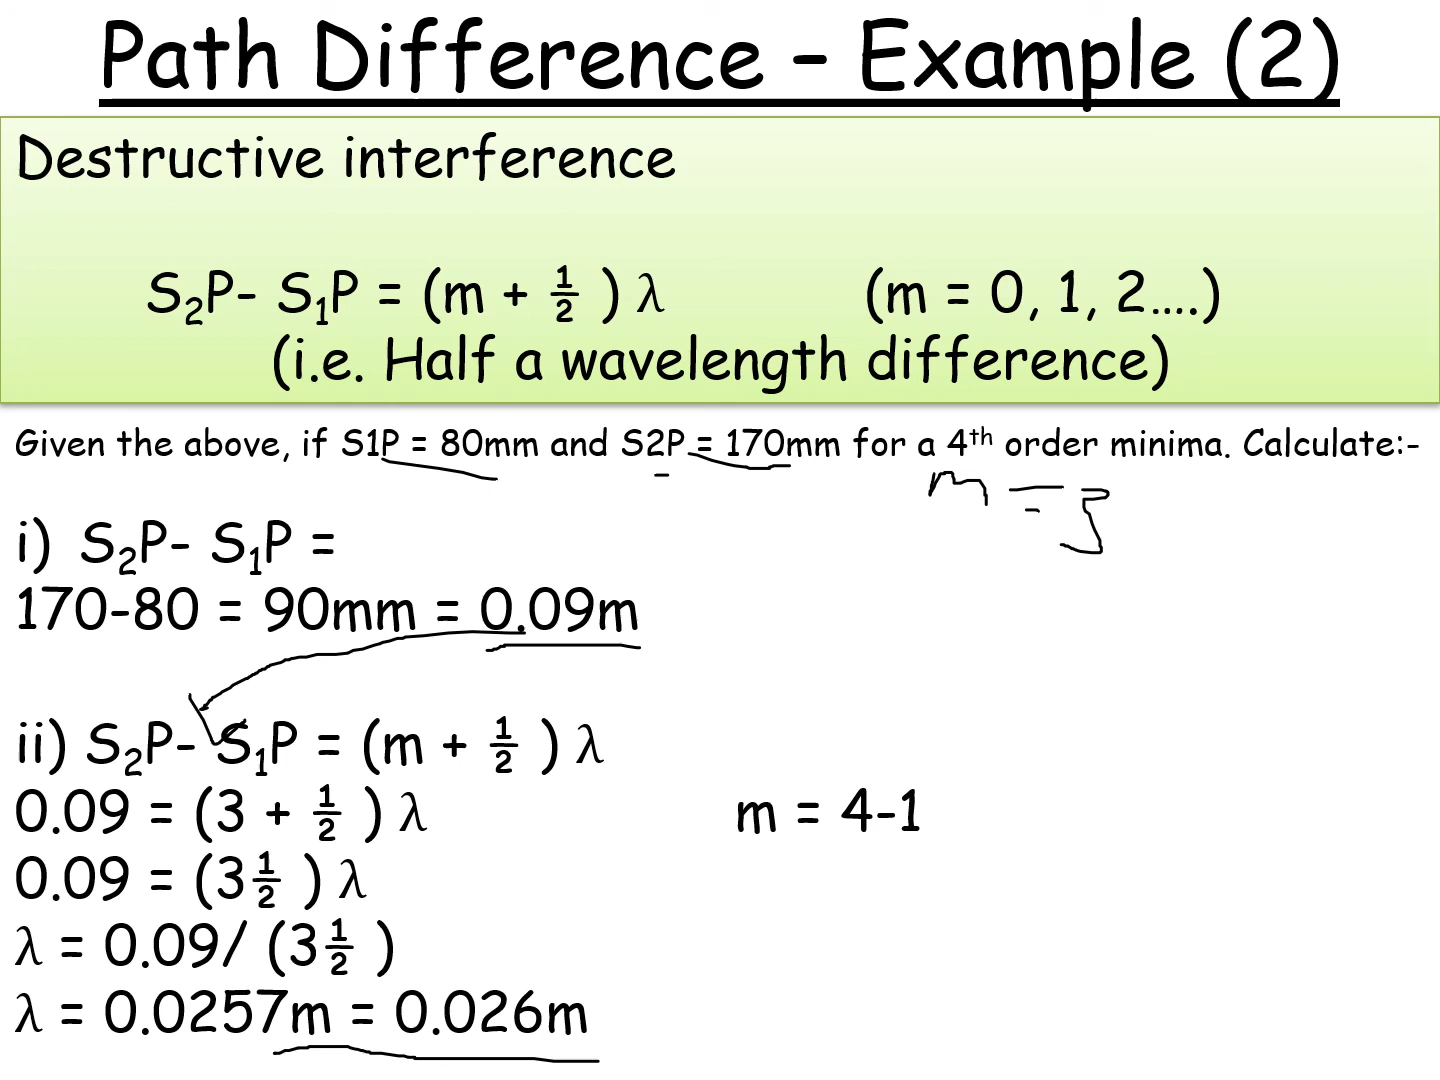 Path Difference – Example (2)
Destructive interference
S₂P- S₁P = (m + ½ ) λ (m = 0, 1, 2….)
(i.e. Half a wavelength difference)
Given the above, if S1P = 80mm and S2P = 170mm for a 4ᵗʰ order minima. Calculate:-
m = 3
i) S₂P- S₁P =
170-80 = 90mm = 0.09m
ii) S₂P- S₁P = (m + ½ ) λ
0.09 = (3 + ½ ) λ m = 4-1
0.09 = (3½ ) λ
λ = 0.09/ (3½ )
λ = 0.0257m = 0.026m